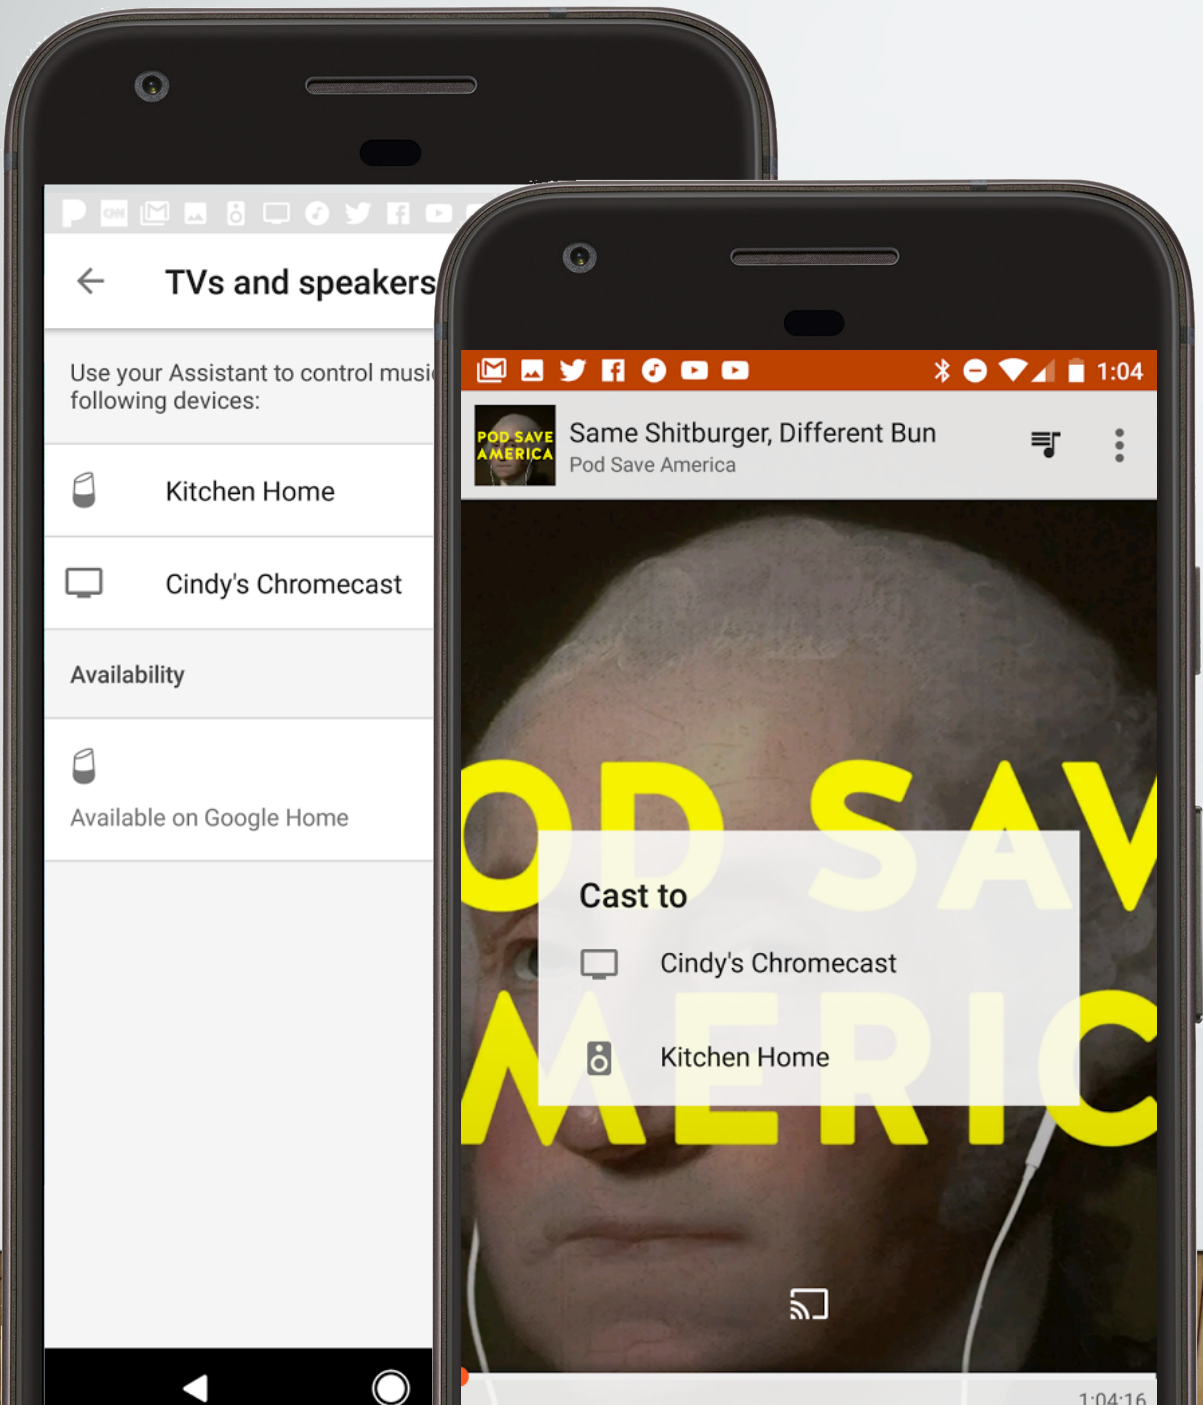 CNN
TVs and speakers
Use your Assistant to control music
following devices:
Kitchen Home
Cindy's Chromecast
Availability
Available on Google Home
1:04
POD SAVE
AMERICA
Same Shitburger, Different Bun
Pod Save America
OD SAV
Cast to
Cindy's Chromecast
Kitchen Home
MERIC
1:04:16